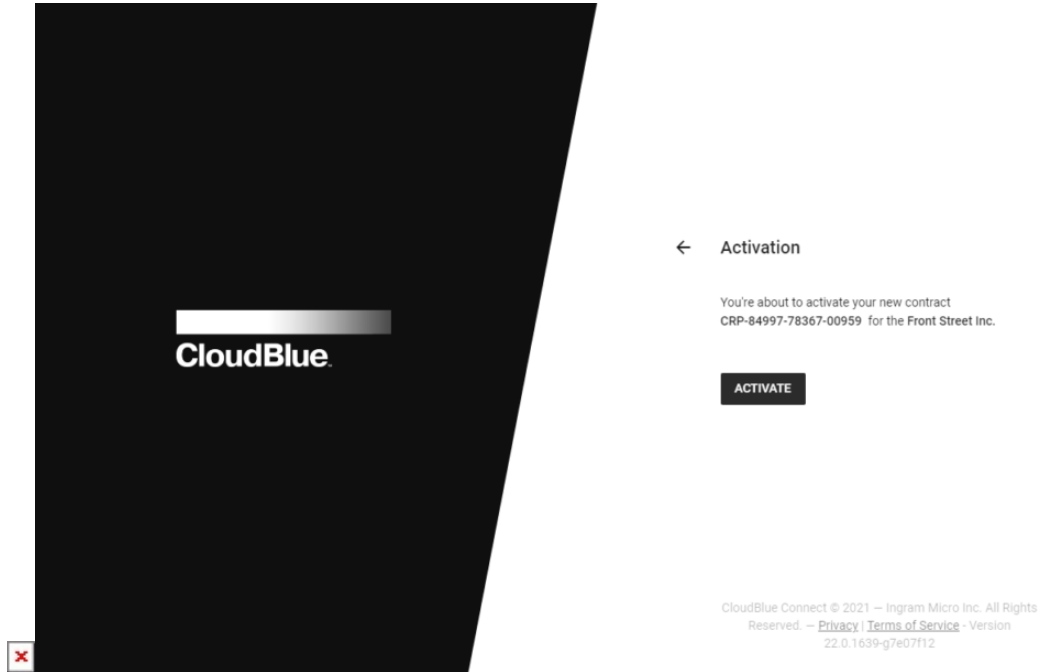 CloudBlue
Activation
You're about to activate your new contract
CRP-84997-78367-00959 for the Front Street Inc.
ACTIVATE
CloudBlue Connect © 2021 — Ingram Micro Inc. All Rights
Reserved. — Privacy | Terms of Service - Version
22.0.1639-g7e07f12